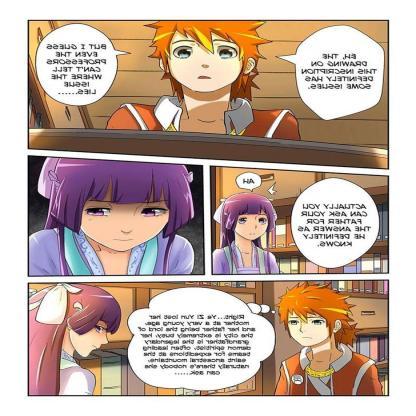 EH, THE
DRAWING ON
THIS INSCRIPTION
DEFINITELY HAS
SOME ISSUES.
BUT I GUESS
EVEN THE
PROFESSORS
CAN'T TELL
WHERE THE
ISSUE
LIES......
ACTUALLY YOU
CAN ASK YOUR
FATHER FOR
THE ANSWER AS
HE DEFINITELY
KNOWS.
AH
Right...Ye Zi Yun lost her
mother at a very young age,
and her father being the lord of
the city is extremely busy, her
grandfather is the legendary
demon spiritist, often leading
teams for expeditions at the
saint ancestral mountain,
naturally there's nobody she
can ask......